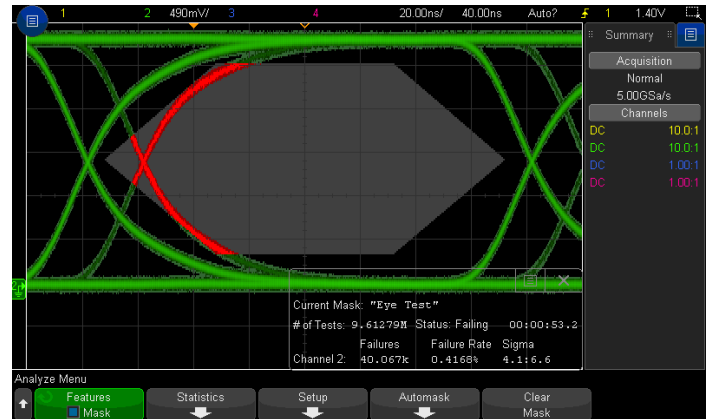 1 2 490mV/ 3 4 20.00ns/ 40.00ns Auto? 1 1.40V
Summary
Acquisition
Normal
5.00GSa/s
Channels
DC 10.0:1
DC 10.0:1
DC 1.00:1
DC 1.00:1
2
Current Mask: "Eye Test"
# of Tests: 9.61279M Status: Failing 00:00:53.2
Failures Failure Rate Sigma
Channel 2: 40.067k 0.4168% 4.1:6.6
Analyze Menu
Features Statistics Setup Automask Clear
Mask Mask